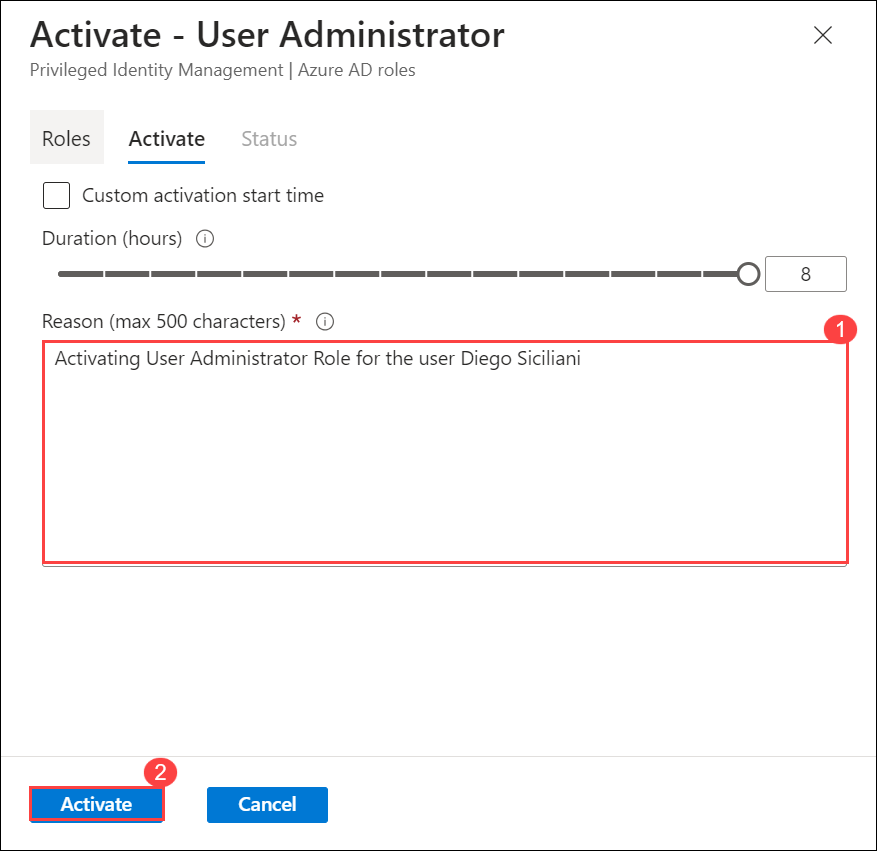 Activate - User Administrator
Privileged Identity Management | Azure AD roles
Roles Activate Status
Custom activation start time
Duration (hours)
8
Reason (max 500 characters) *
1
Activating User Administrator Role for the user Diego Siciliani
2
Activate Cancel